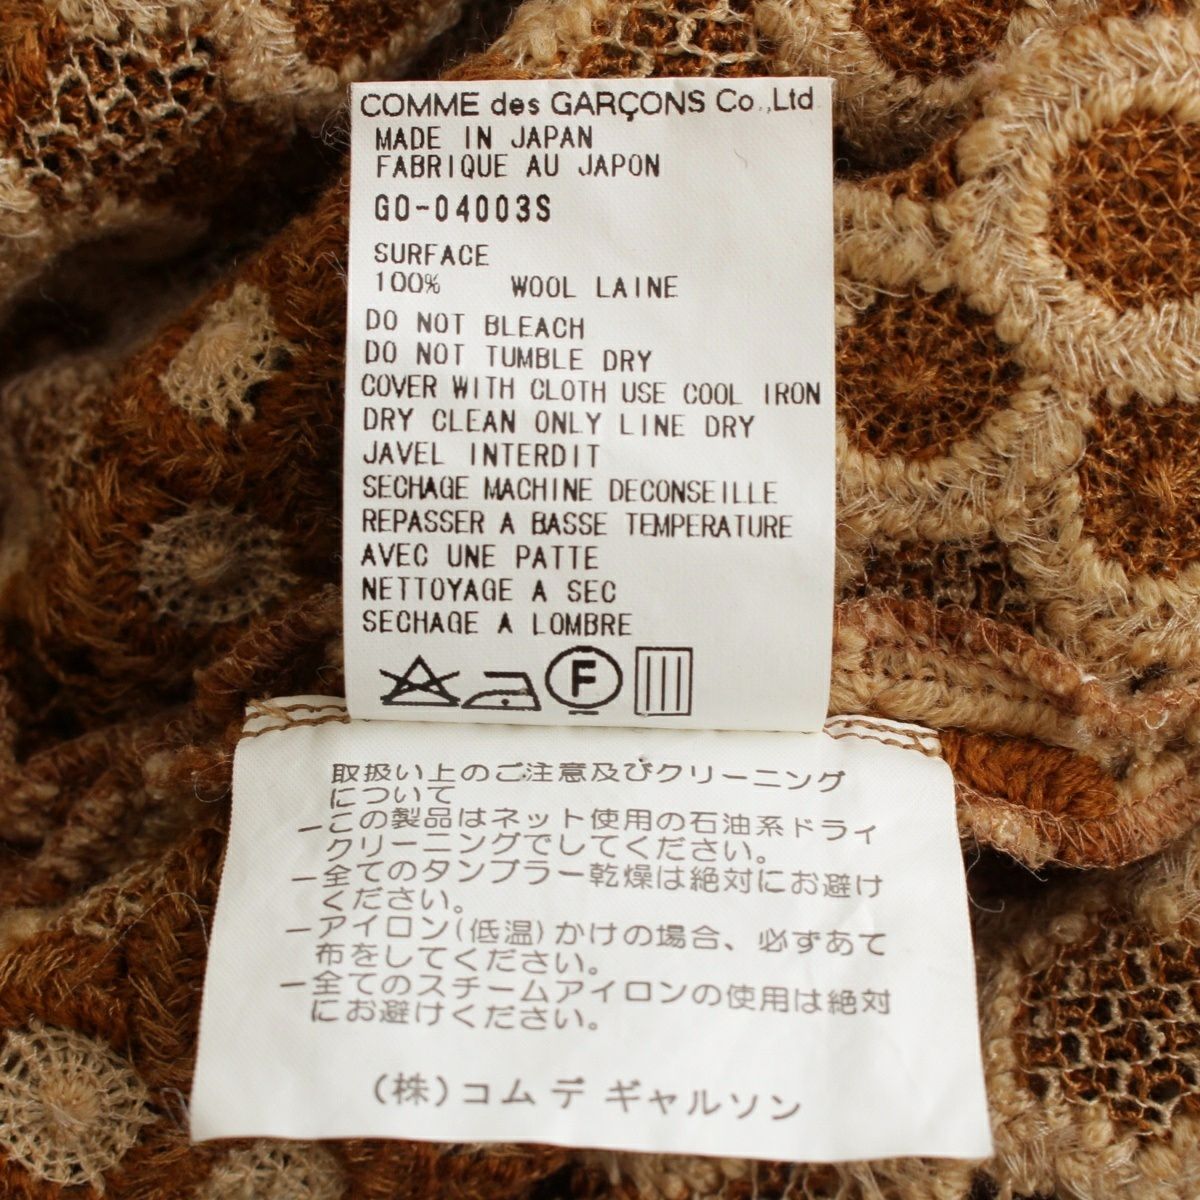 COMME des GARÇONS Co.,Ltd
MADE IN JAPAN
FABRIQUE AU JAPON
GO-04003S
SURFACE
100% WOOL LAINE
DO NOT BLEACH
DO NOT TUMBLE DRY
COVER WITH CLOTH USE COOL IRON
DRY CLEAN ONLY LINE DRY
JAVEL INTERDIT
SECHAGE MACHINE DECONSEILLE
REPASSER A BASSE TEMPERATURE
AVEC UNE PATTE
NETTOYAGE A SEC
SECHAGE A LOMBRE
F
取扱い上のご注意及びクリーニング
について
－この製品はネット使用の石油系ドライ
クリーニングでしてください。
－全てのタンブラー乾燥は絶対にお避け
ください。
－アイロン(低温)かけの場合、必ずあて
布をしてください。
－全てのスチームアイロンの使用は絶対
にお避けください。
(株)コム デ ギャルソン